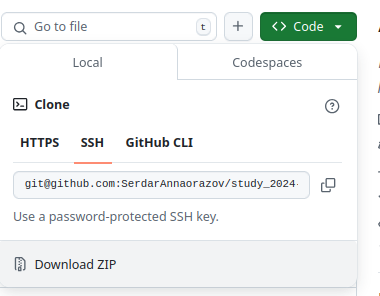 Go to file t + Code
Local Codespaces
Clone
HTTPS SSH GitHub CLI
git@github.com:SerdarAnnaorazov/study_2024-
Use a password-protected SSH key.
Download ZIP